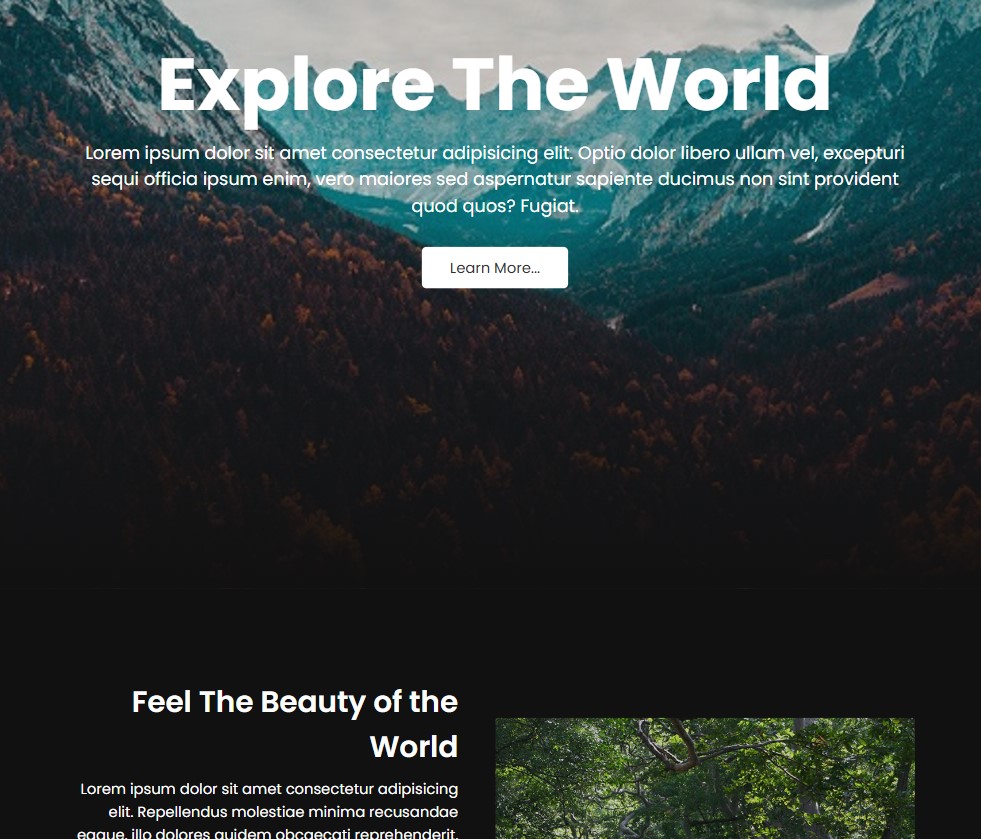 Explore The World
Lorem ipsum dolor sit amet consectetur adipisicing elit. Optio dolor libero ullam vel, excepturi
sequi officia ipsum enim, vero maiores sed aspernatur sapiente ducimus non sint provident
quod quos? Fugiat.
Learn More...
Feel The Beauty of the
World
Lorem ipsum dolor sit amet consectetur adipisicing
elit. Repellendus molestiae minima recusandae
eaque, illo dolores quidem obcaecati reprehenderit.